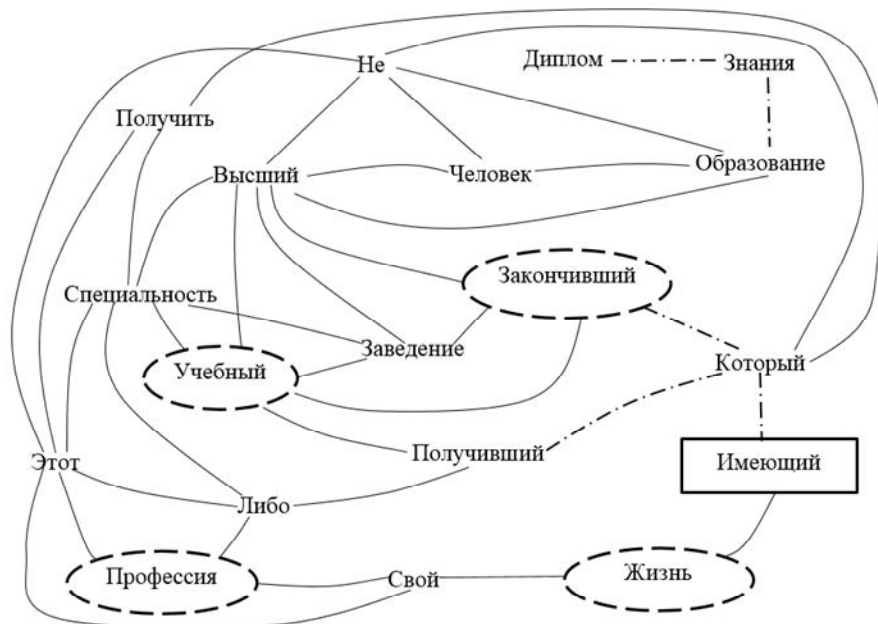 Не
Диплом
Знания
Получить
Высший
Человек
Образование
Закончивший
Специальность
Заведение
Учебный
Который
Получивший
Этот
Имеющий
Либо
Профессия
Свой
Жизнь